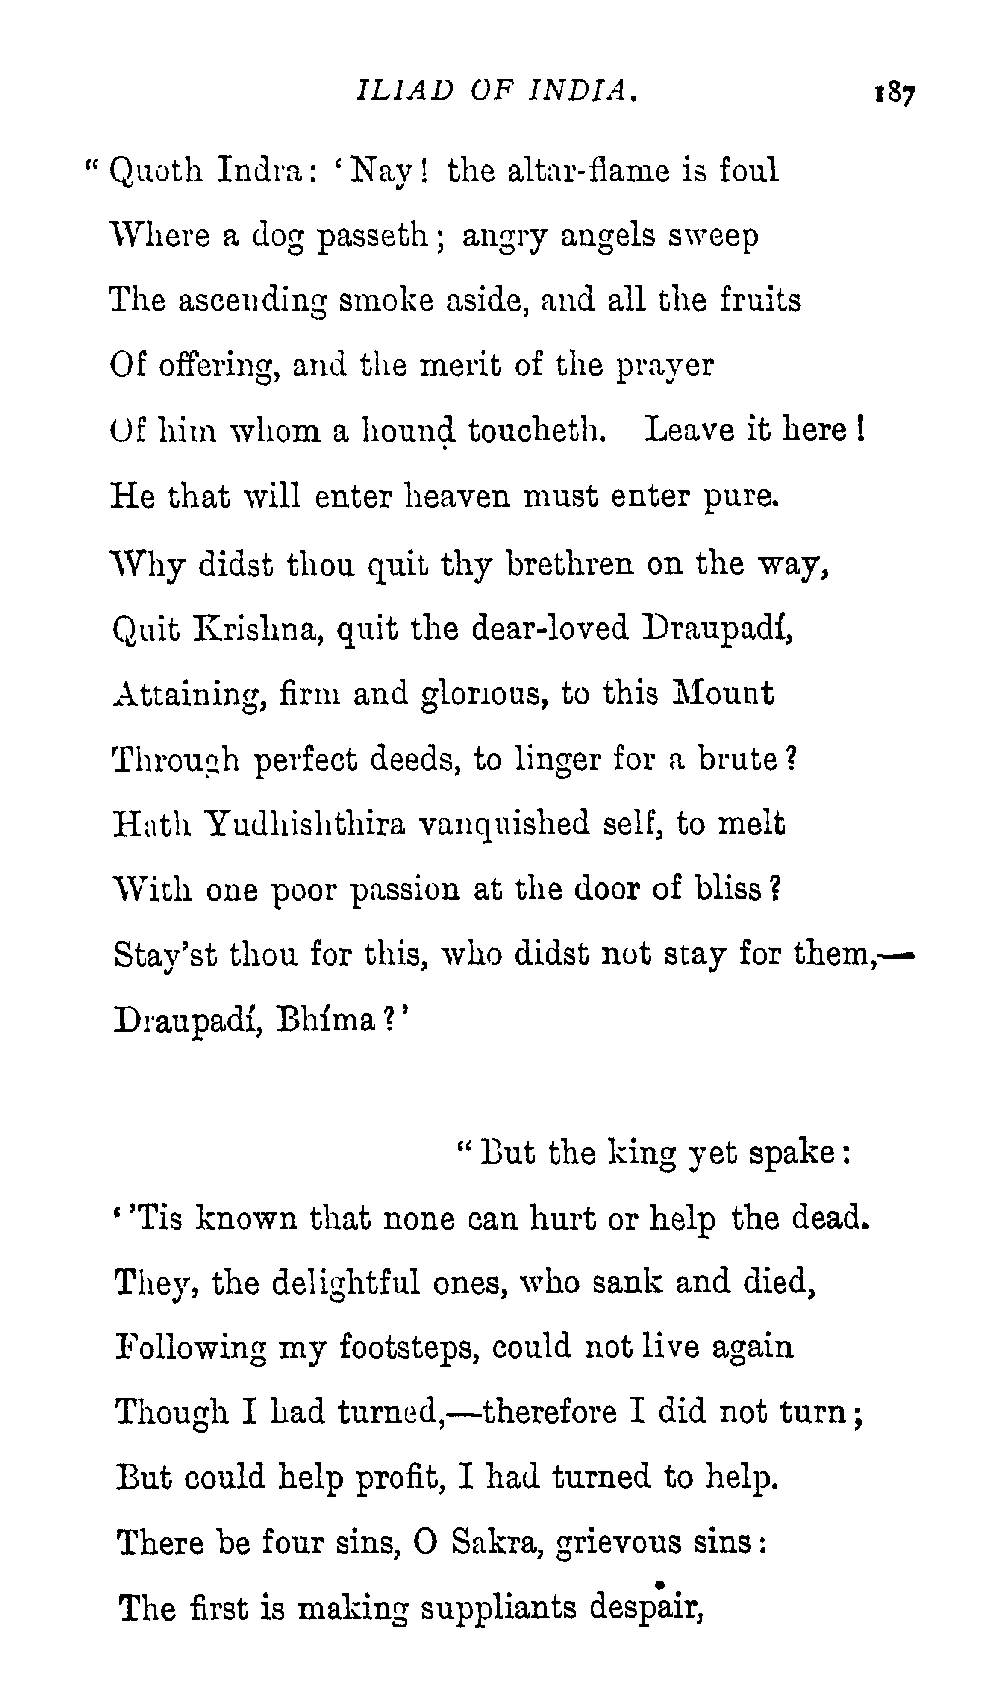 ILIAD OF INDIA. 187
“ Quoth Indra: ‘ Nay! the altar-flame is foul
Where a dog passeth; angry angels sweep
The ascending smoke aside, and all the fruits
Of offering, and the merit of the prayer
Of him whom a hound toucheth. Leave it here!
He that will enter heaven must enter pure.
Why didst thou quit thy brethren on the way,
Quit Krishna, quit the dear-loved Draupadí,
Attaining, firm and glorious, to this Mount
Through perfect deeds, to linger for a brute?
Hath Yudhishthira vanquished self, to melt
With one poor passion at the door of bliss?
Stay’st thou for this, who didst not stay for them,—
Draupadí, Bhíma?’
“ But the king yet spake:
‘ ’Tis known that none can hurt or help the dead.
They, the delightful ones, who sank and died,
Following my footsteps, could not live again
Though I had turned,—therefore I did not turn;
But could help profit, I had turned to help.
There be four sins, O Sakra, grievous sins:
The first is making suppliants despair,